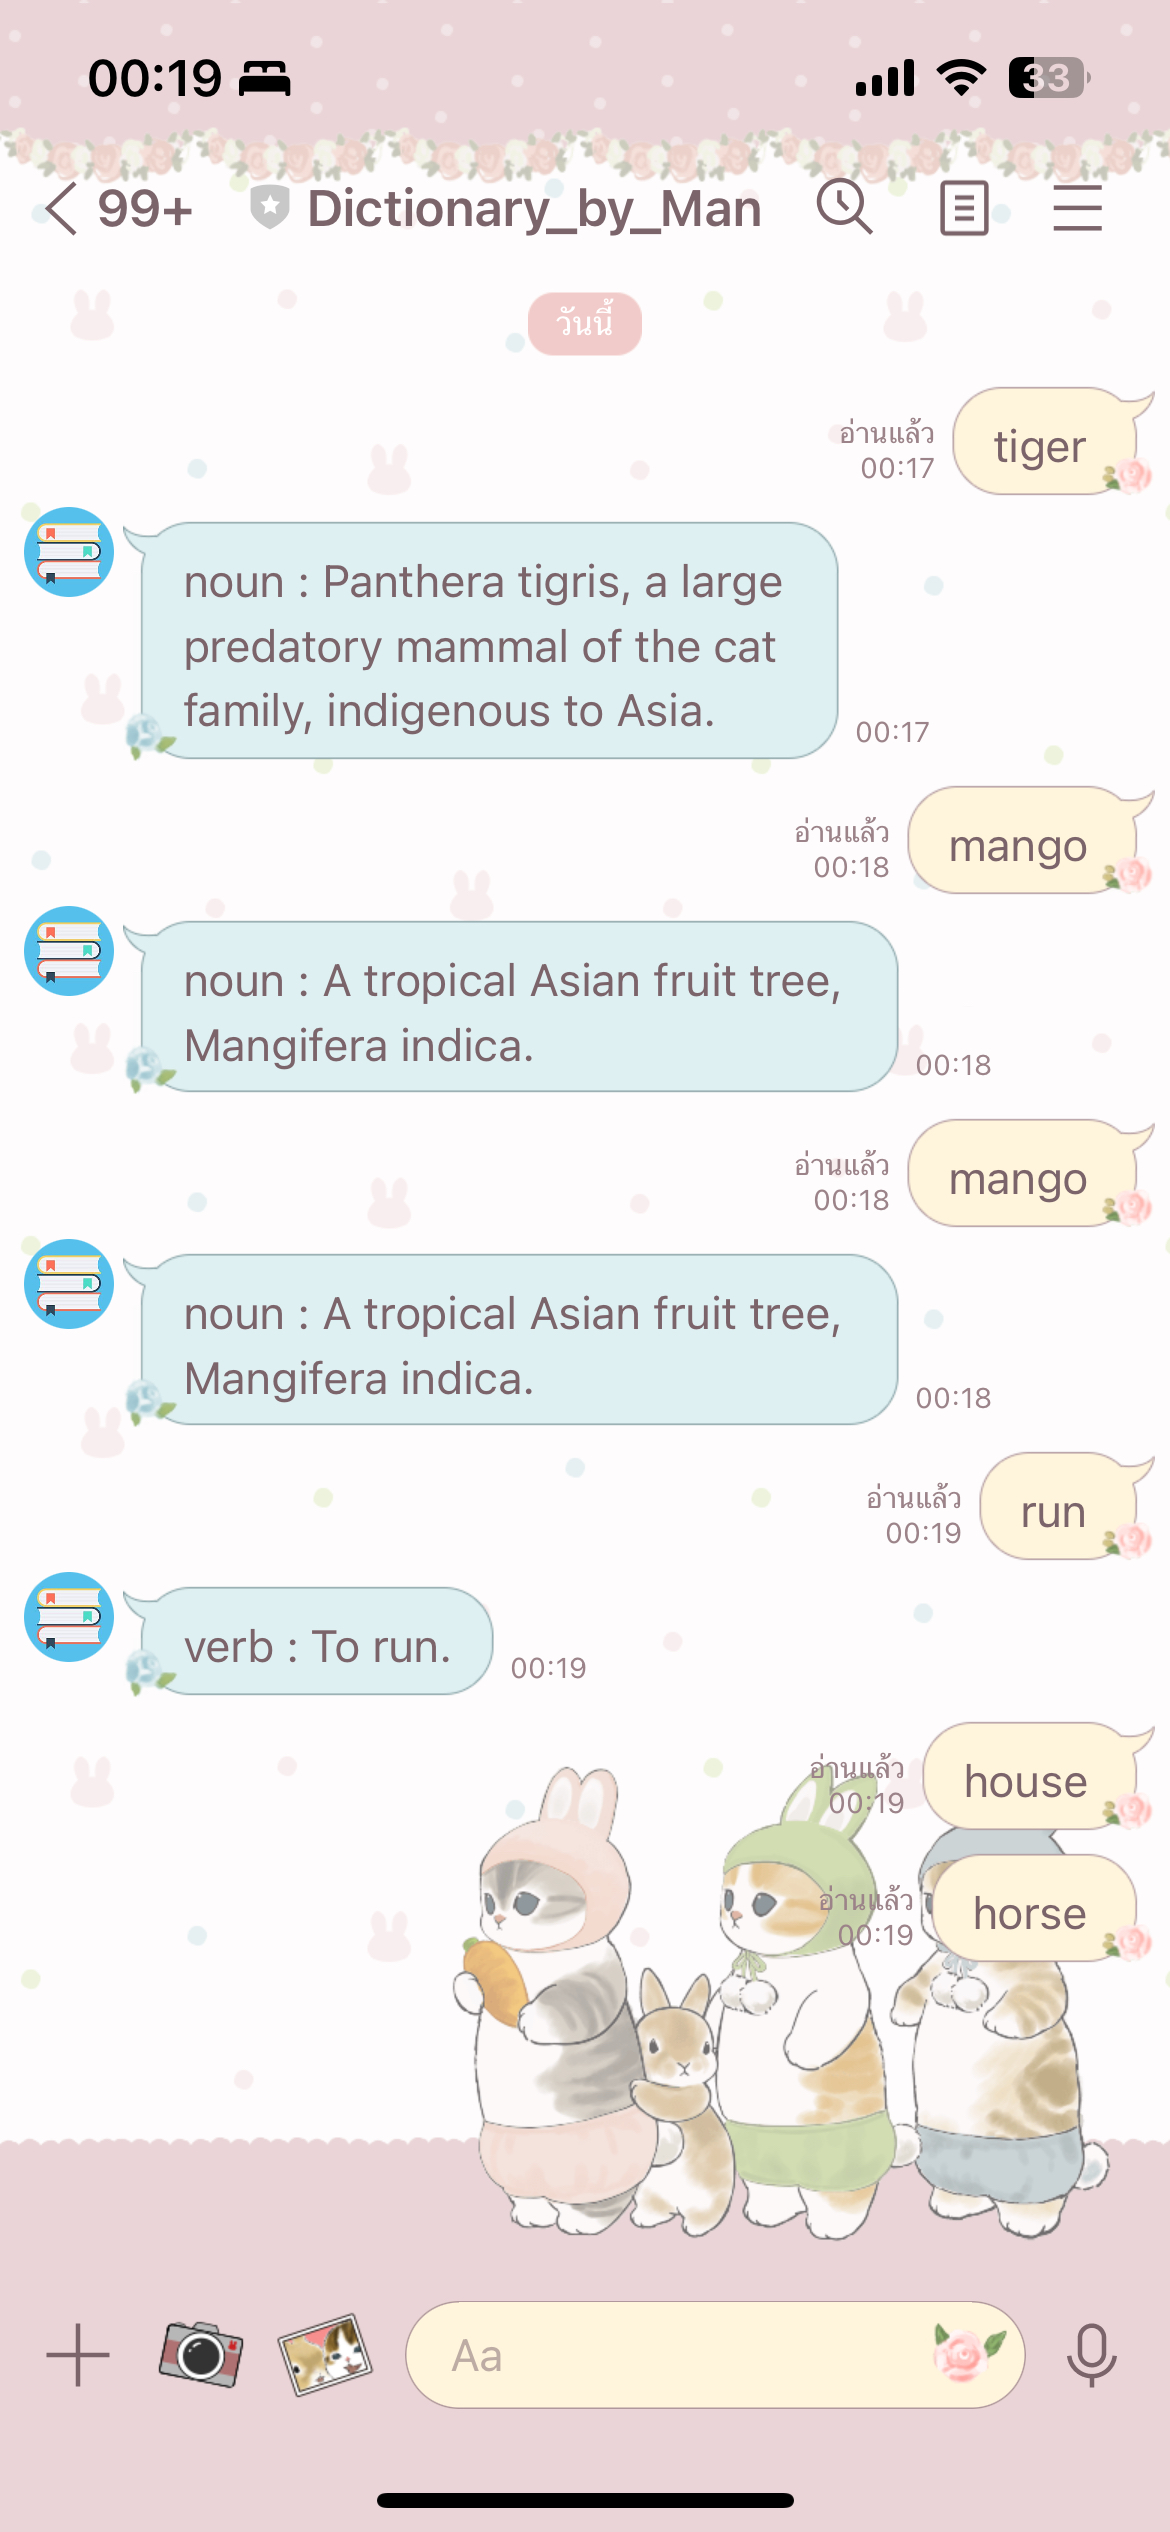 00:19
33
99+
Dictionary_by_Man
วันนี้
tiger
อ่านแล้ว
00:17
noun : Panthera tigris, a large
predatory mammal of the cat
family, indigenous to Asia.
00:17
mango
อ่านแล้ว
00:18
noun : A tropical Asian fruit tree,
Mangifera indica.
00:18
mango
อ่านแล้ว
00:18
noun : A tropical Asian fruit tree,
Mangifera indica.
00:18
run
อ่านแล้ว
00:19
verb : To run.
00:19
house
อ่านแล้ว
00:19
horse
อ่านแล้ว
00:19
Aa